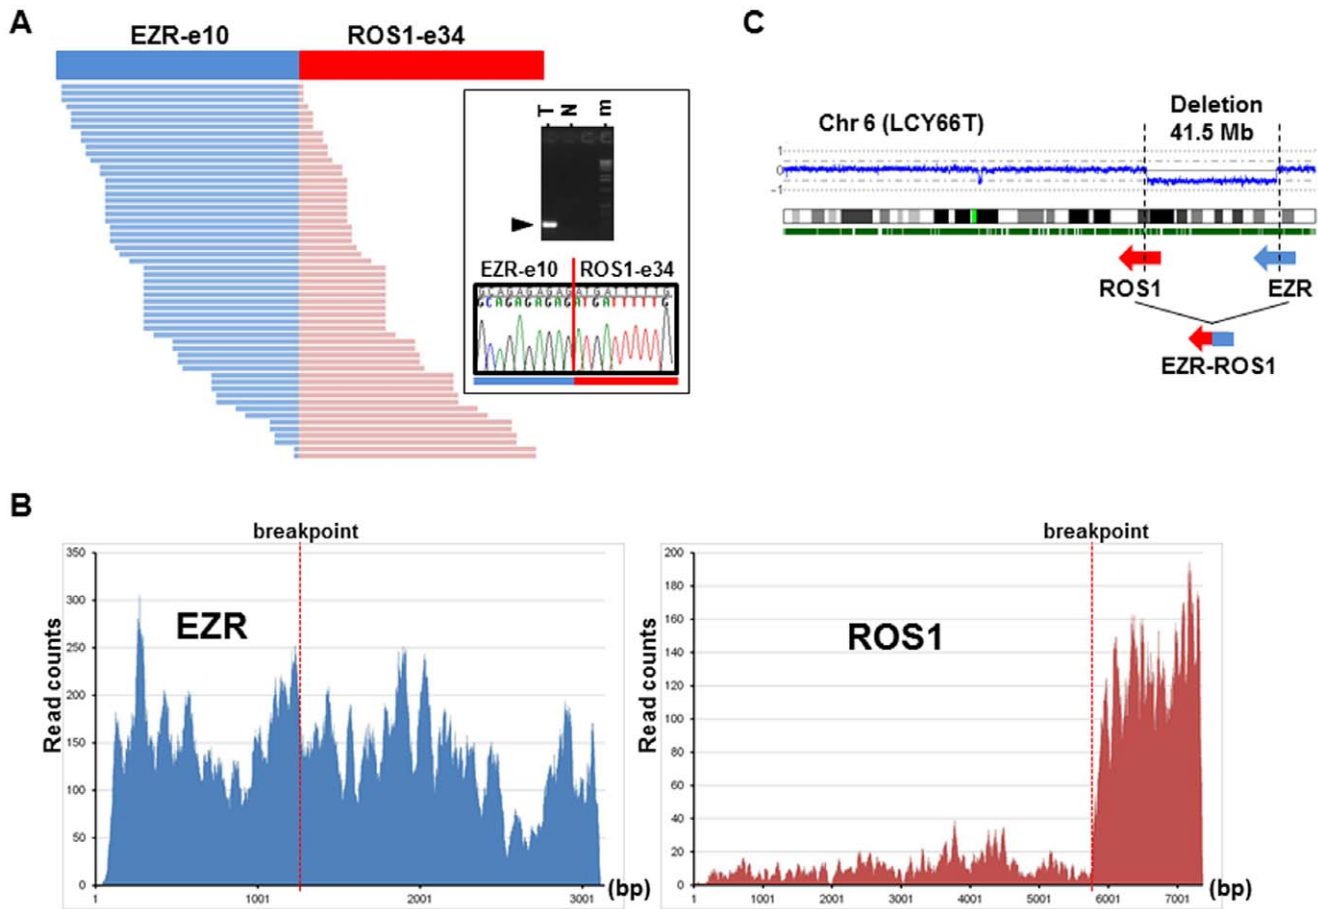 A
EZR-e10 ROS1-e34
T N m
EZR-e10 ROS1-e34
GCAGAGAGATGATTTTTG
GCAGAGAGATGATTTTTG
C
Chr 6 (LCY66T)
Deletion
41.5 Mb
1
0
-1
ROS1 EZR
EZR-ROS1
B
breakpoint
350
300
250
200
150
100
50
0
Read counts
EZR
1 1001 2001 3001 (bp)
breakpoint
200
180
160
140
120
100
80
60
40
20
0
Read counts
ROS1
1 1001 2001 3001 4001 5001 6001 7001 (bp)